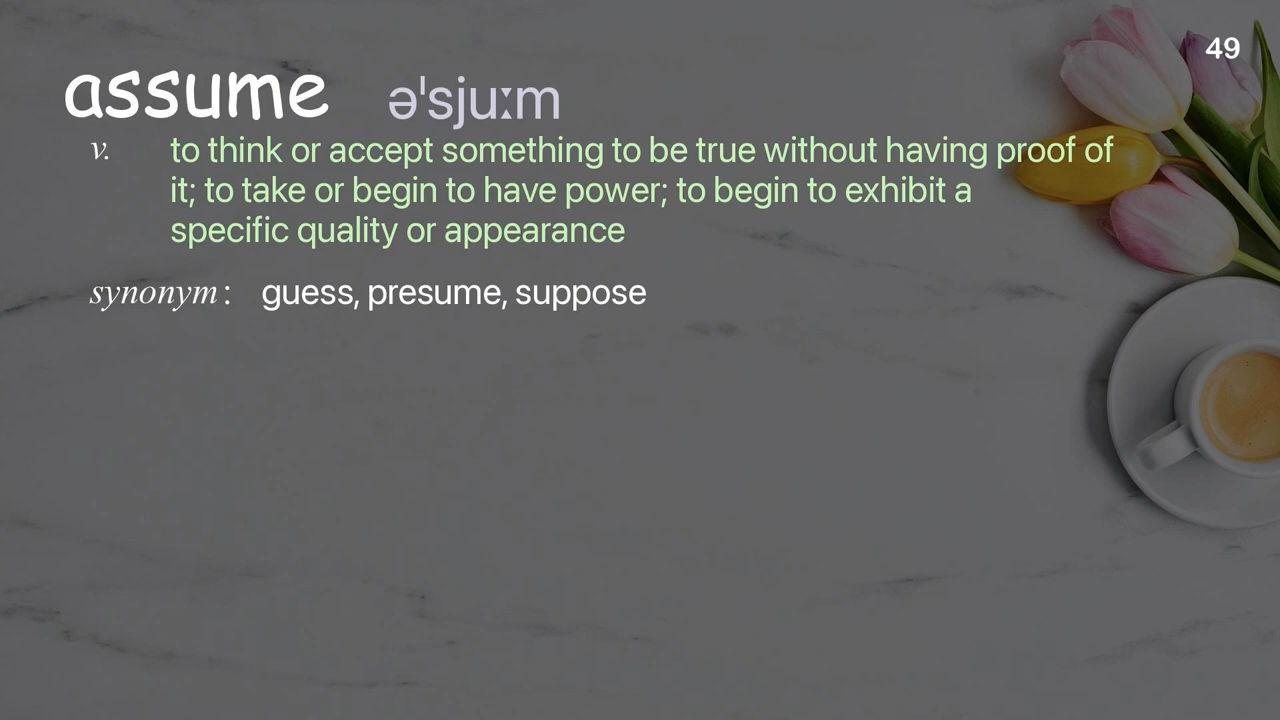 49
assume əˈsjuːm
v. to think or accept something to be true without having proof of
it; to take or begin to have power; to begin to exhibit a
specific quality or appearance
synonym: guess, presume, suppose